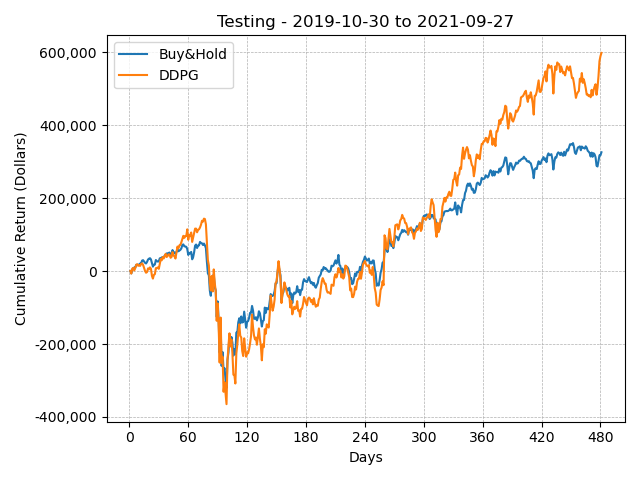 Testing - 2019-10-30 to 2021-09-27
Buy&Hold
DDPG
Cumulative Return (Dollars)
600,000
400,000
200,000
0
-200,000
-400,000
0 60 120 180 240 300 360 420 480
Days